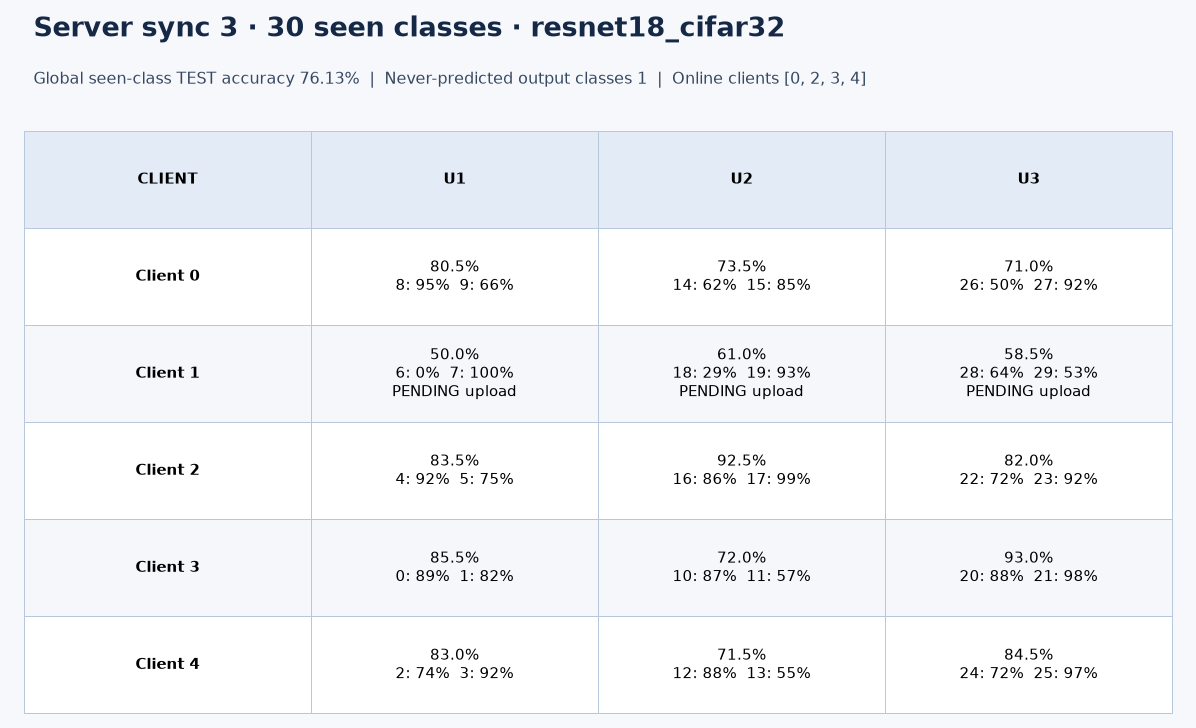 Server sync 3 · 30 seen classes · resnet18_cifar32
Global seen-class TEST accuracy 76.13% | Never-predicted output classes 1 | Online clients [0, 2, 3, 4]
CLIENT
U1
U2
U3
Client 0
80.5%
8: 95% 9: 66%
73.5%
14: 62% 15: 85%
71.0%
26: 50% 27: 92%
Client 1
50.0%
6: 0% 7: 100%
PENDING upload
61.0%
18: 29% 19: 93%
PENDING upload
58.5%
28: 64% 29: 53%
PENDING upload
Client 2
83.5%
4: 92% 5: 75%
92.5%
16: 86% 17: 99%
82.0%
22: 72% 23: 92%
Client 3
85.5%
0: 89% 1: 82%
72.0%
10: 87% 11: 57%
93.0%
20: 88% 21: 98%
Client 4
83.0%
2: 74% 3: 92%
71.5%
12: 88% 13: 55%
84.5%
24: 72% 25: 97%